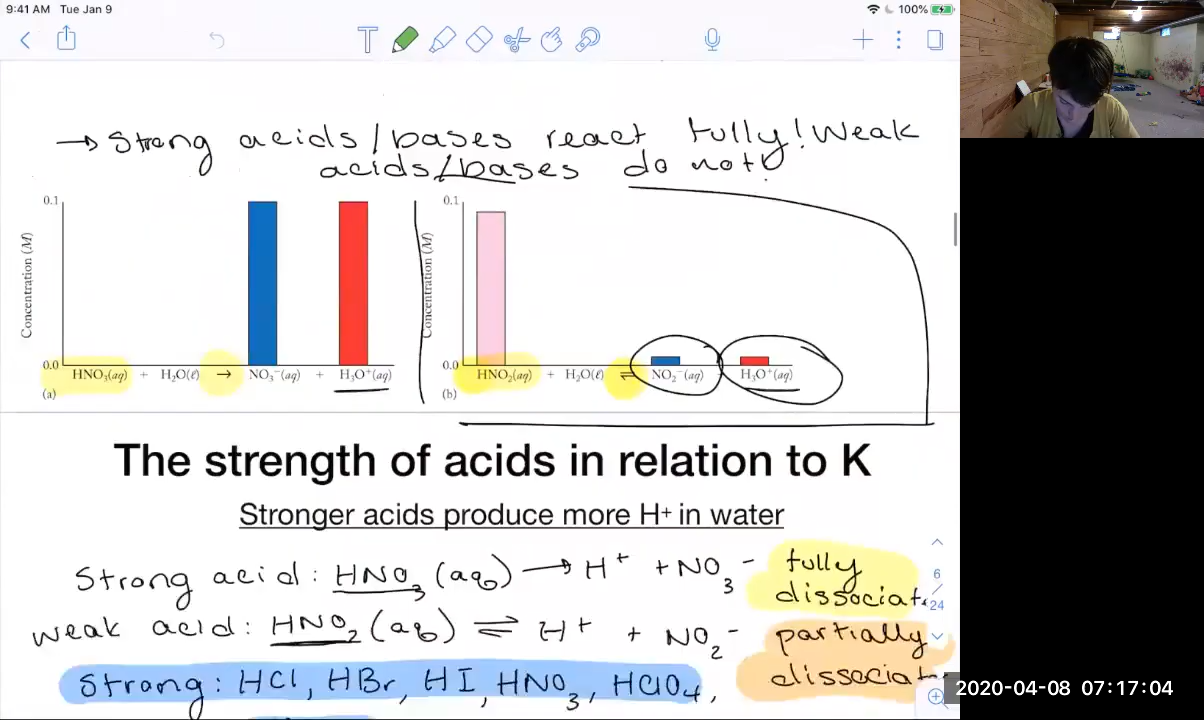 9:41 AM Tue Jan 9
100%
→ Strong acids/bases react fully! Weak
acids/bases do not!
0.1
Concentration (M)
0.0
HNO₃(aq) + H₂O(ℓ) → NO₃⁻(aq) + H₃O⁺(aq)
(a)
0.1
Concentration (M)
0.0
HNO₂(aq) + H₂O(ℓ) ⇌ NO₂⁻(aq) H₃O⁺(aq)
(b)
The strength of acids in relation to K
Stronger acids produce more H⁺ in water
Strong acid: HNO₃(aq) → H⁺ + NO₃⁻ fully
dissociat
weak acid: HNO₂(aq) ⇌ H⁺ + NO₂⁻ partially
dissociat
Strong: HCl, HBr, HI, HNO₃, HClO₄,
6
24
2020-04-08 07:17:04